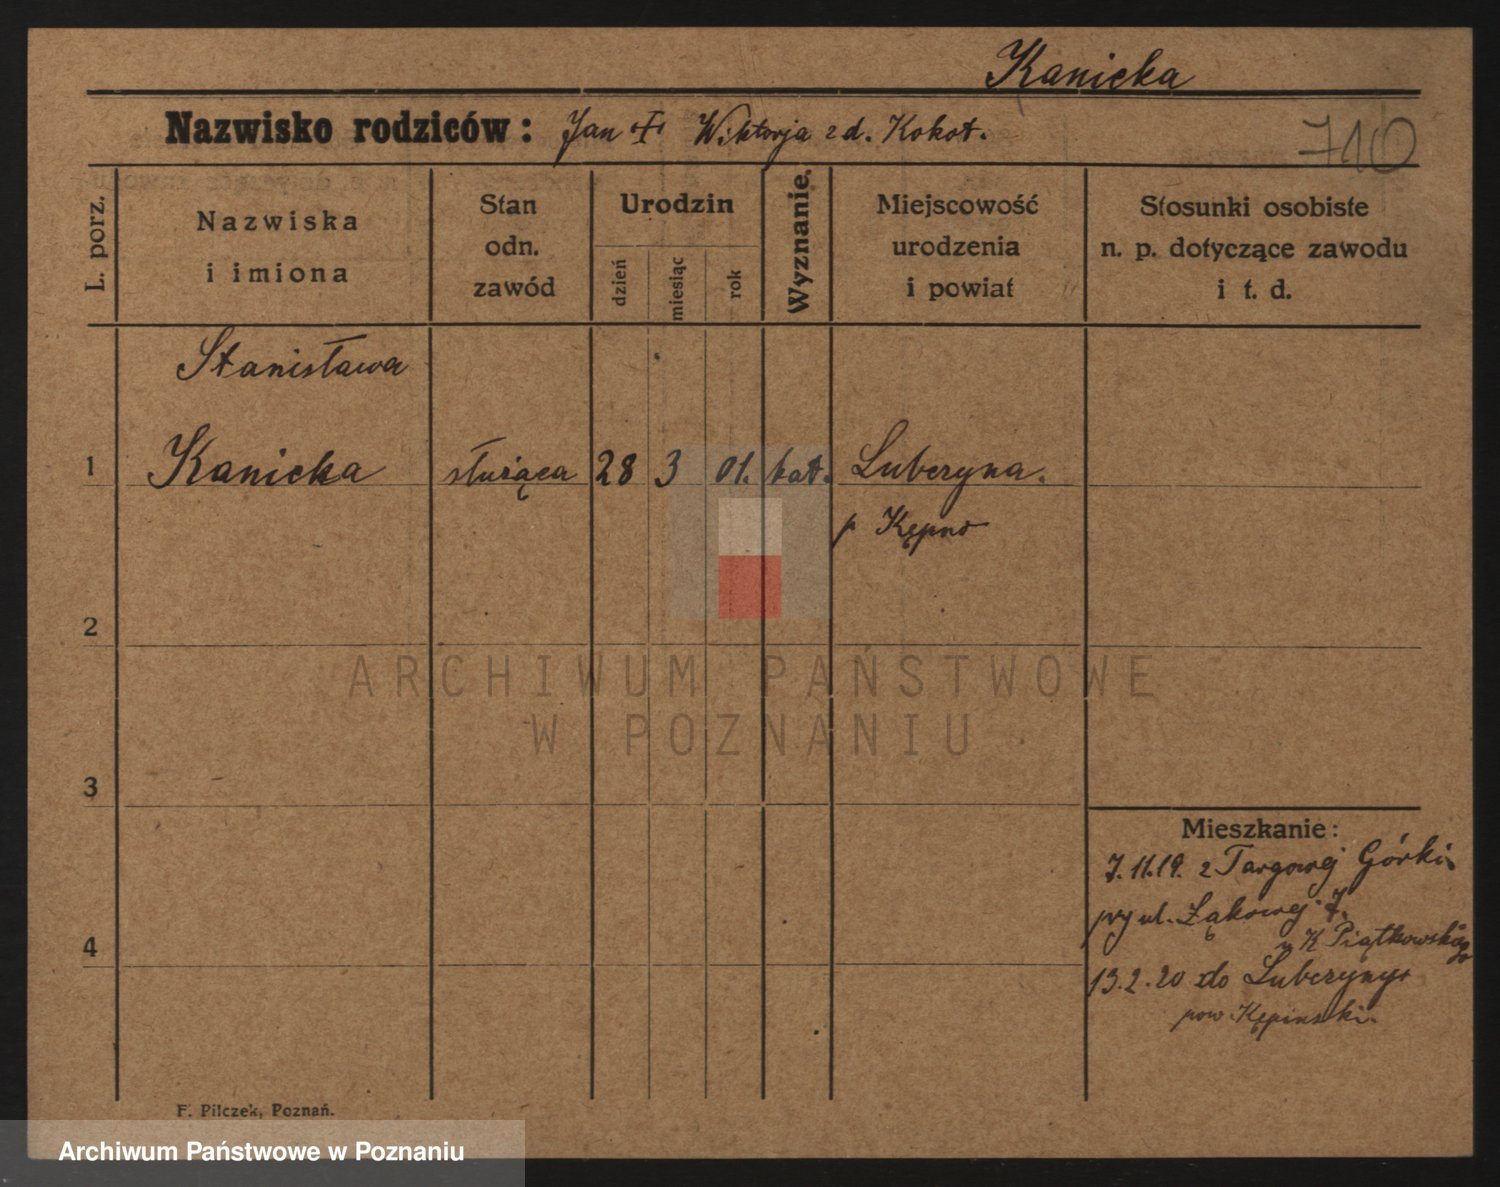 Kanicka
Nazwisko rodziców: Jan + Wiktorja z d. Kokot.
710
L. porz.
Nazwiska
i imiona
Stan
odn.
zawód
Urodzin
dzień
miesiąc
rok
Wyznanie.
Miejscowość
urodzenia
i powiat
Stosunki osobiste
n. p. dotyczące zawodu
i t. d.
Stanisława
1 Kanicka służąca 28 3 01. kat. Luberyna.
p Kępno
2
ARCHIWUM PAŃSTWOWE
W POZNANIU
3
Mieszkanie:
7.11.19. z Targowej Górki
przy ul. Łąkowej 7.
u K Piątkowskiego
4
13.2.20 do Luberyny
pow. Kępiński.
F. Pilczek, Poznań.
Archiwum Państwowe w Poznaniu